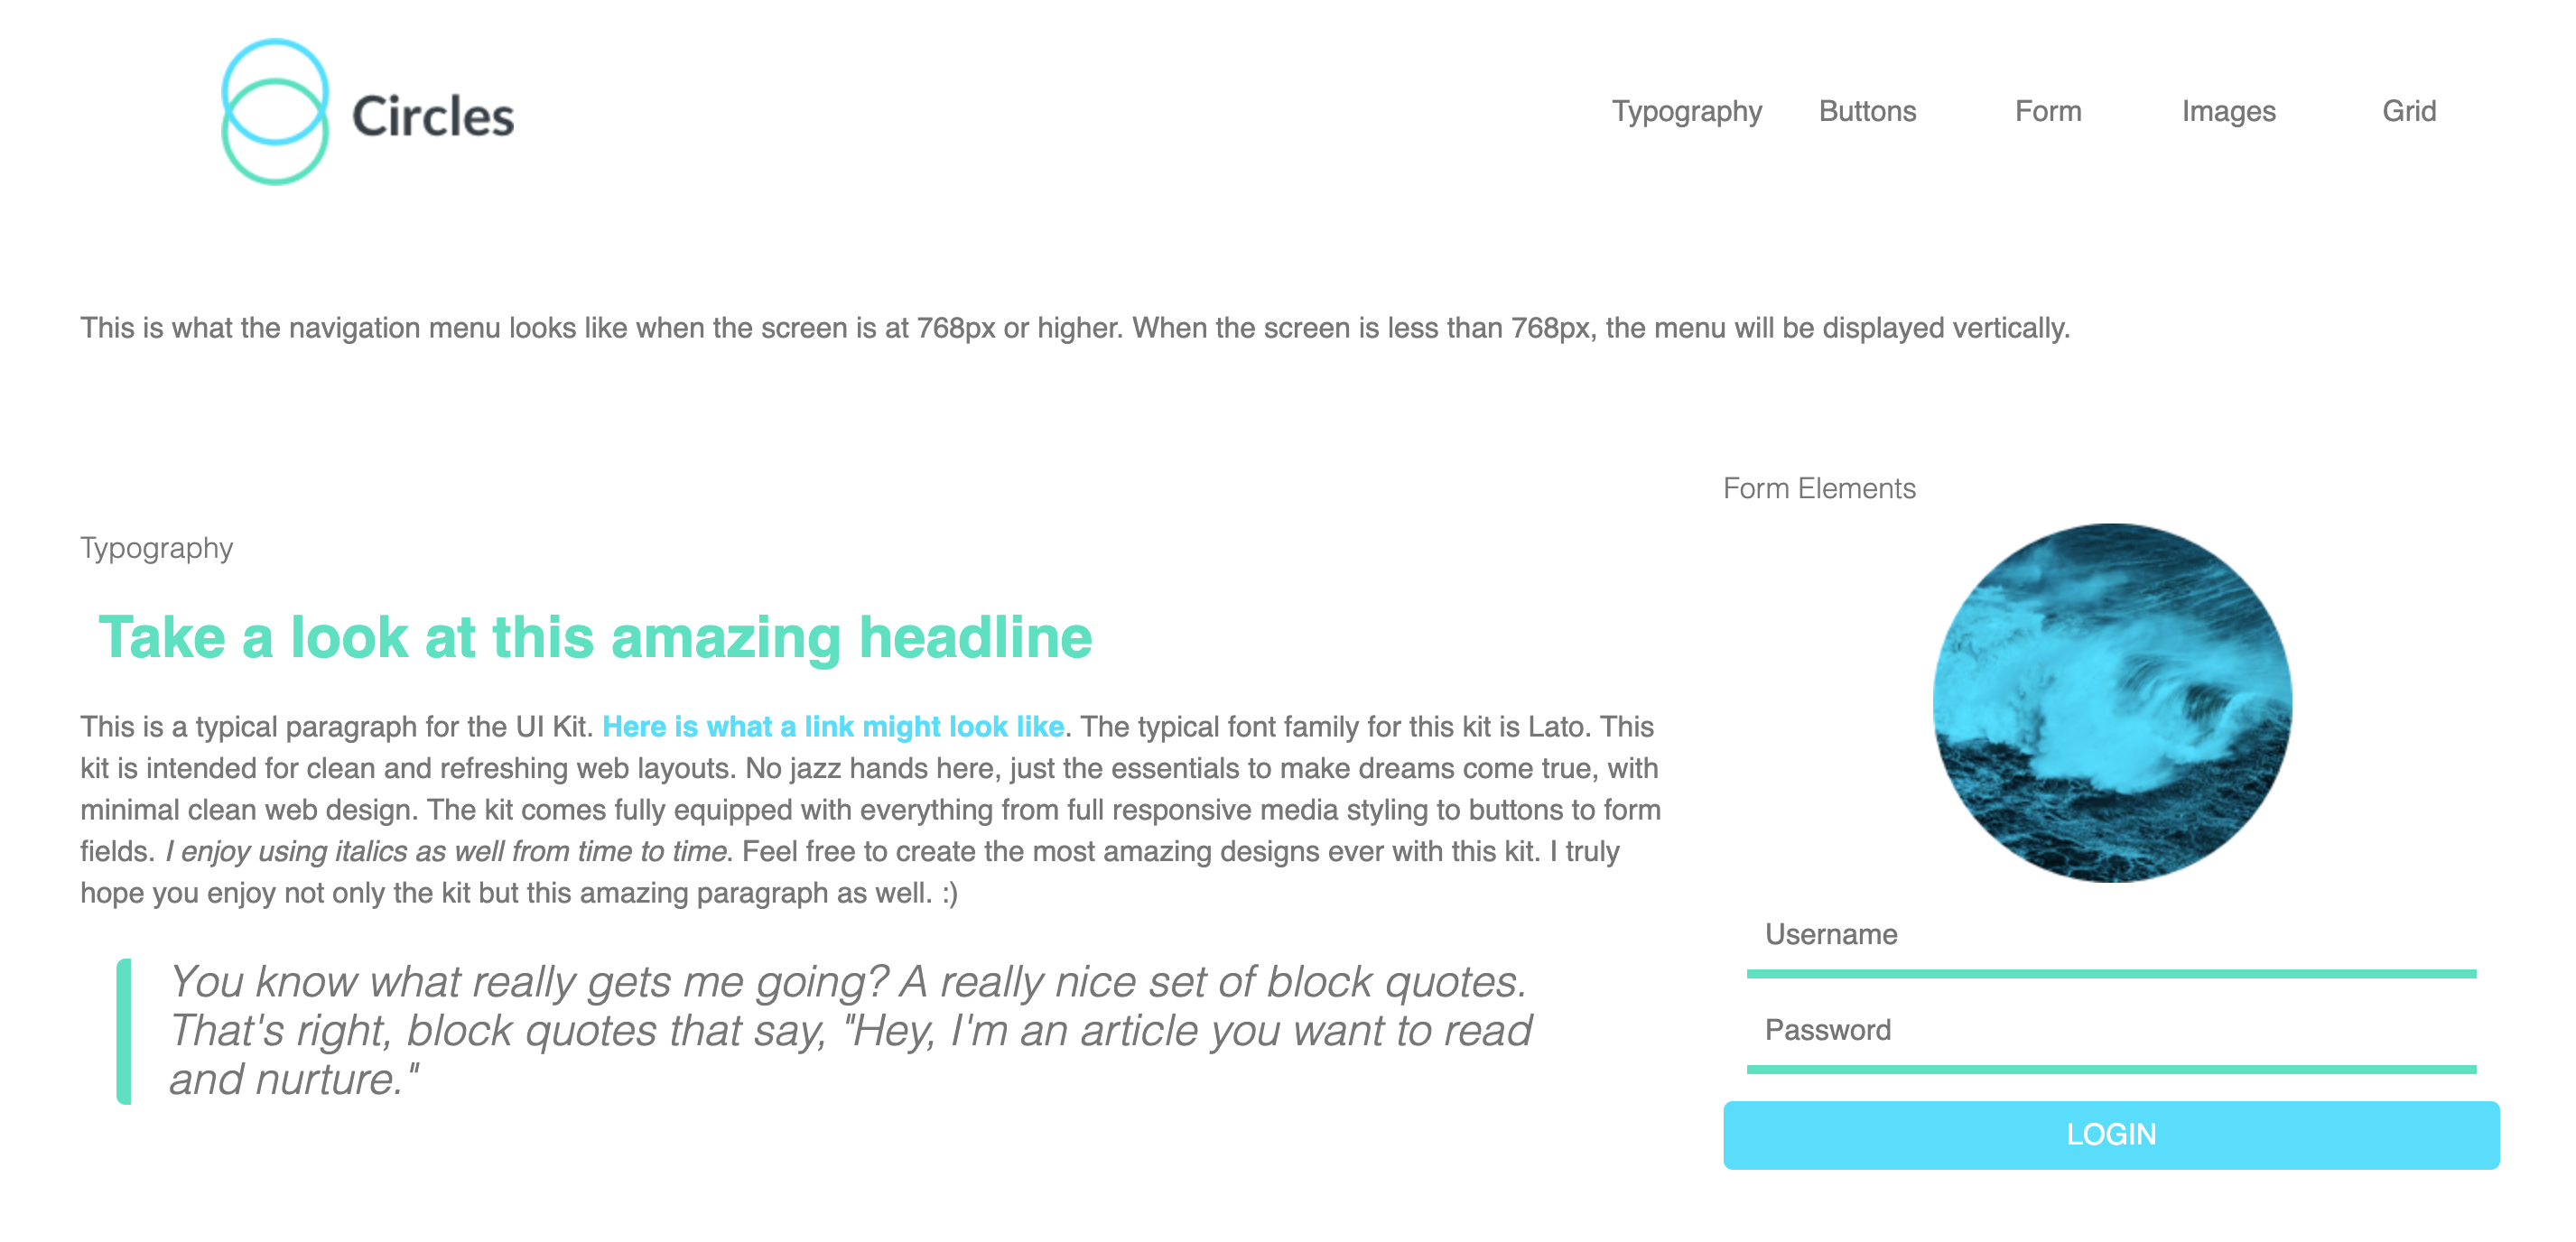 Circles
Typography Buttons Form Images Grid
This is what the navigation menu looks like when the screen is at 768px or higher. When the screen is less than 768px, the menu will be displayed vertically.
Typography
Take a look at this amazing headline
This is a typical paragraph for the UI Kit. Here is what a link might look like. The typical font family for this kit is Lato. This
kit is intended for clean and refreshing web layouts. No jazz hands here, just the essentials to make dreams come true, with
minimal clean web design. The kit comes fully equipped with everything from full responsive media styling to buttons to form
fields. I enjoy using italics as well from time to time. Feel free to create the most amazing designs ever with this kit. I truly
hope you enjoy not only the kit but this amazing paragraph as well. :)
You know what really gets me going? A really nice set of block quotes.
That's right, block quotes that say, "Hey, I'm an article you want to read
and nurture."
Form Elements
Username
Password
LOGIN